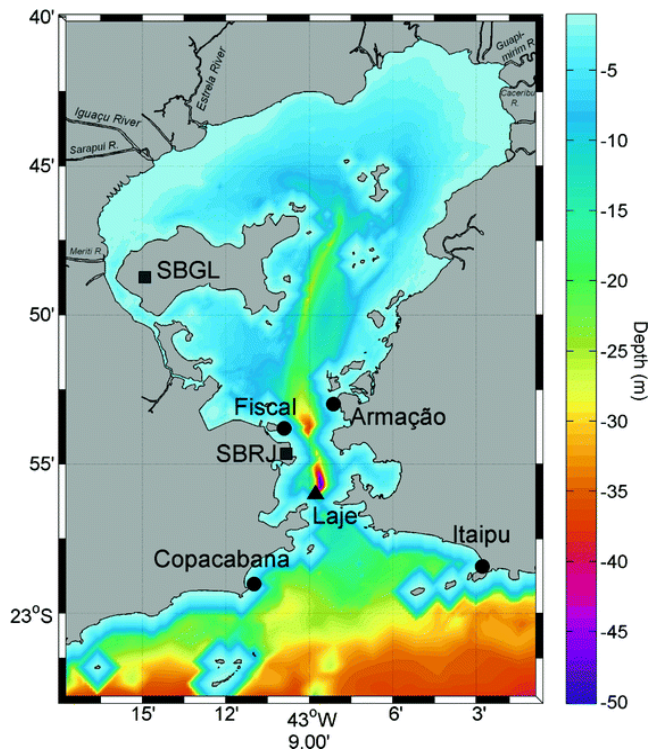 40'
Guapi-
mirim R.
Estrela River
Caceribu
R.
Iguaçu River
Sarapui R.
45'
Meriti R.
SBGL
50'
Fiscal
Armação
SBRJ
55'
Laje
Itaipu
Copacabana
23°S
15'
12'
43°W
9.00'
6'
3'
-5
-10
-15
-20
-25
-30
-35
-40
-45
-50
Depth (m)